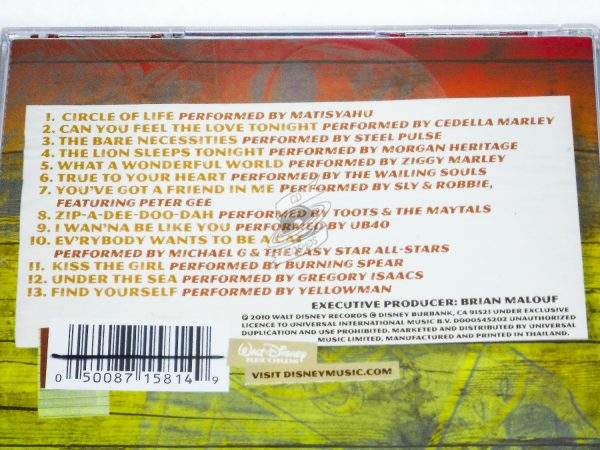 1. CIRCLE OF LIFE PERFORMED BY MATISYAHU
2. CAN YOU FEEL THE LOVE TONIGHT PERFORMED BY CEDELLA MARLEY
3. THE BARE NECESSITIES PERFORMED BY STEEL PULSE
4. THE LION SLEEPS TONIGHT PERFORMED BY MORGAN HERITAGE
5. WHAT A WONDERFUL WORLD PERFORMED BY ZIGGY MARLEY
6. TRUE TO YOUR HEART PERFORMED BY THE WAILING SOULS
7. YOU'VE GOT A FRIEND IN ME PERFORMED BY SLY & ROBBIE,
FEATURING PETER GEE
8. ZIP-A-DEE-DOO-DAH PERFORMED BY TOOTS & THE MAYTALS
9. I WAN'NA BE LIKE YOU PERFORMED BY UB40
10. EV'RYBODY WANTS TO BE A CAT
PERFORMED BY MICHAEL G & THE EASY STAR ALL-STARS
11. KISS THE GIRL PERFORMED BY BURNING SPEAR
12. UNDER THE SEA PERFORMED BY GREGORY ISAACS
13. FIND YOURSELF PERFORMED BY YELLOWMAN
EXECUTIVE PRODUCER: BRIAN MALOUF
℗ 2010 WALT DISNEY RECORDS © DISNEY BURBANK, CA 91521 UNDER EXCLUSIVE
LICENCE TO UNIVERSAL INTERNATIONAL MUSIC B.V. D000545202 UNAUTHORIZED
DUPLICATION AND USE PROHIBITED. MARKETED AND DISTRIBUTED BY UNIVERSAL
MUSIC LIMITED. MANUFACTURED AND PRINTED IN THAILAND.
Walt Disney
RECORDS
VISIT DISNEYMUSIC.COM
0 50087 15814 9